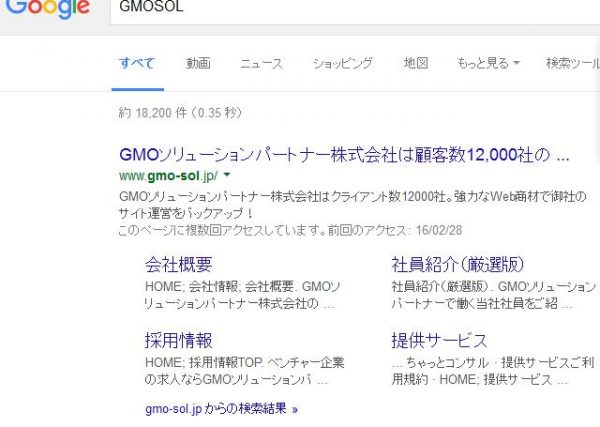 Google GMOSOL
すべて 動画 ニュース ショッピング 地図 もっと見る 検索ツール
約 18,200 件 (0.35 秒)
GMOソリューションパートナー株式会社は顧客数12,000社の ...
www.gmo-sol.jp/
GMOソリューションパートナー株式会社はクライアント数12000社。強力なWeb商材で御社の
サイト運営をバックアップ！
このページに複数回アクセスしています。前回のアクセス: 16/02/28
会社概要
HOME; 会社情報; 会社概要. GMOソ
リューションパートナー株式会社の ...
社員紹介（厳選版）
社員紹介（厳選版）. GMOソリューション
パートナーで働く当社社員をご紹 ...
採用情報
HOME; 採用情報TOP. ベンチャー企業
の求人ならGMOソリューションパ ...
提供サービス
... ちゃっとコンサル · 提供サービスご利
用規約 · HOME; 提供サービス ...
gmo-sol.jp からの検索結果 »